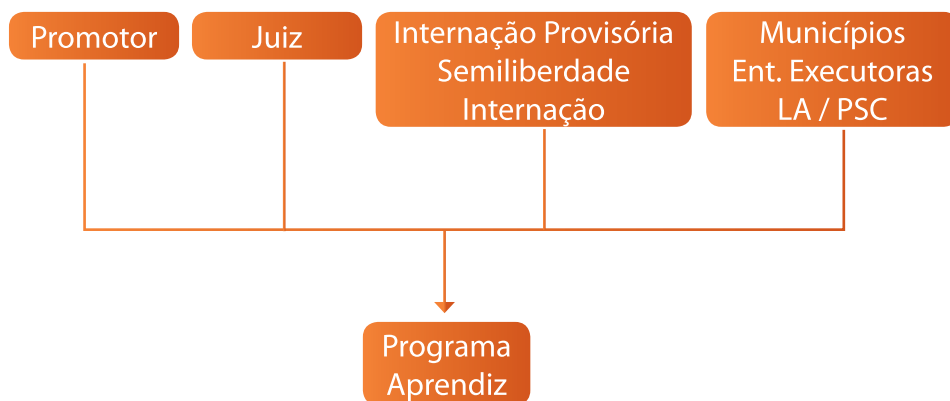 Promotor
Juiz
Internação Provisória
Semiliberdade
Internação
Municípios
Ent. Executoras
LA / PSC
Programa
Aprendiz